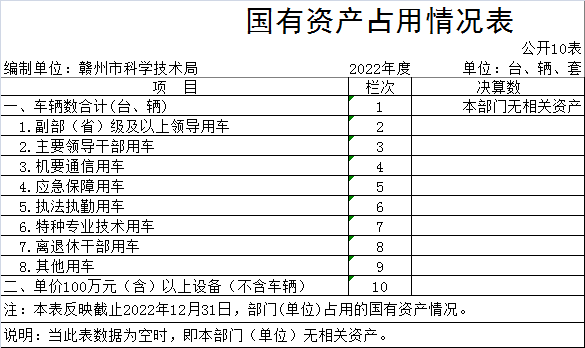 国有资产占用情况表
公开10表
编制单位：赣州市科学技术局 2022年度 单位：台、辆、套
项 目 栏次 决算数
一、车辆数合计(台、辆) 1 本部门无相关资产
1.副部（省）级及以上领导用车 2
2.主要领导干部用车 3
3.机要通信用车 4
4.应急保障用车 5
5.执法执勤用车 6
6.特种专业技术用车 7
7.离退休干部用车 8
8.其他用车 9
二、单价100万元（含）以上设备（不含车辆） 10
注：本表反映截止2022年12月31日，部门(单位)占用的国有资产情况。
说明：当此表数据为空时，即本部门（单位）无相关资产。